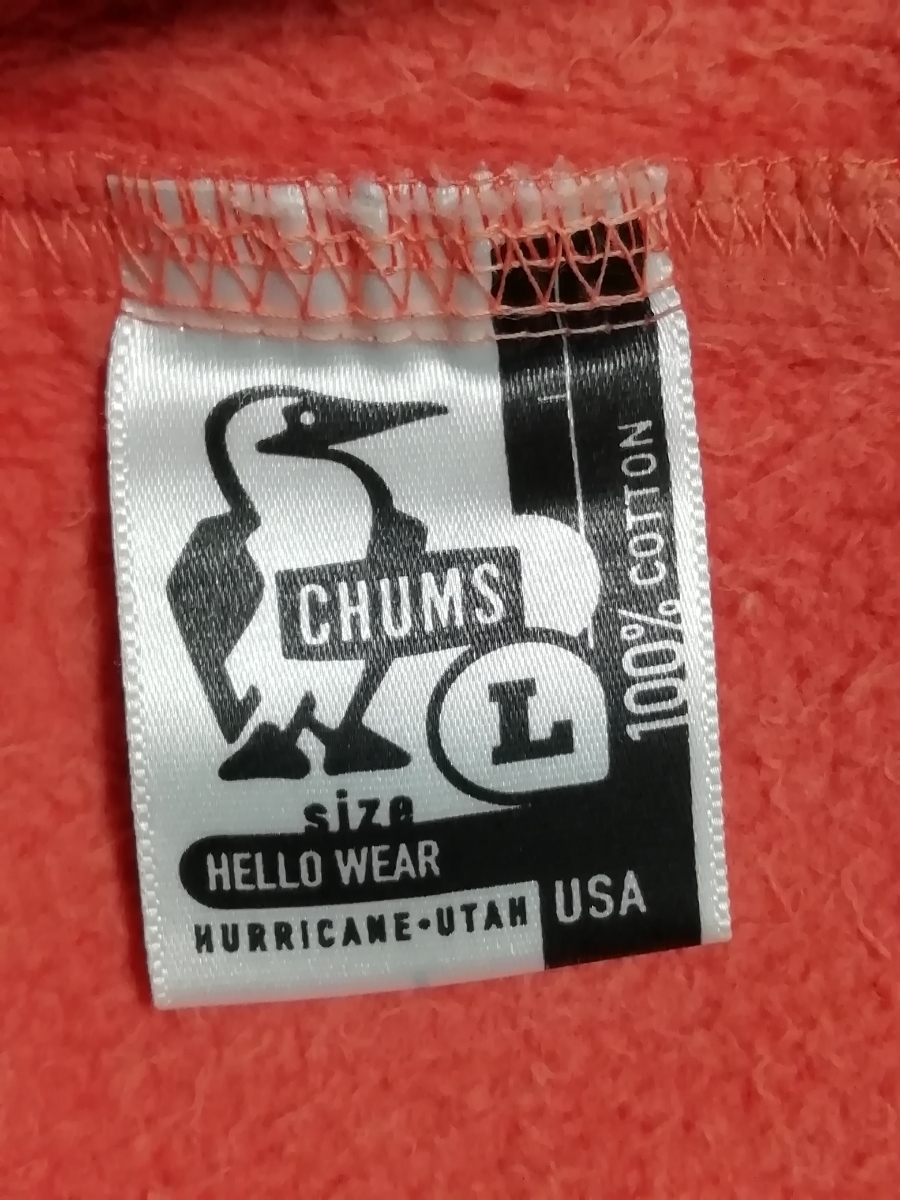 CHUMS
L
size
100% COTTON
HELLO WEAR
HURRICANE•UTAH
USA